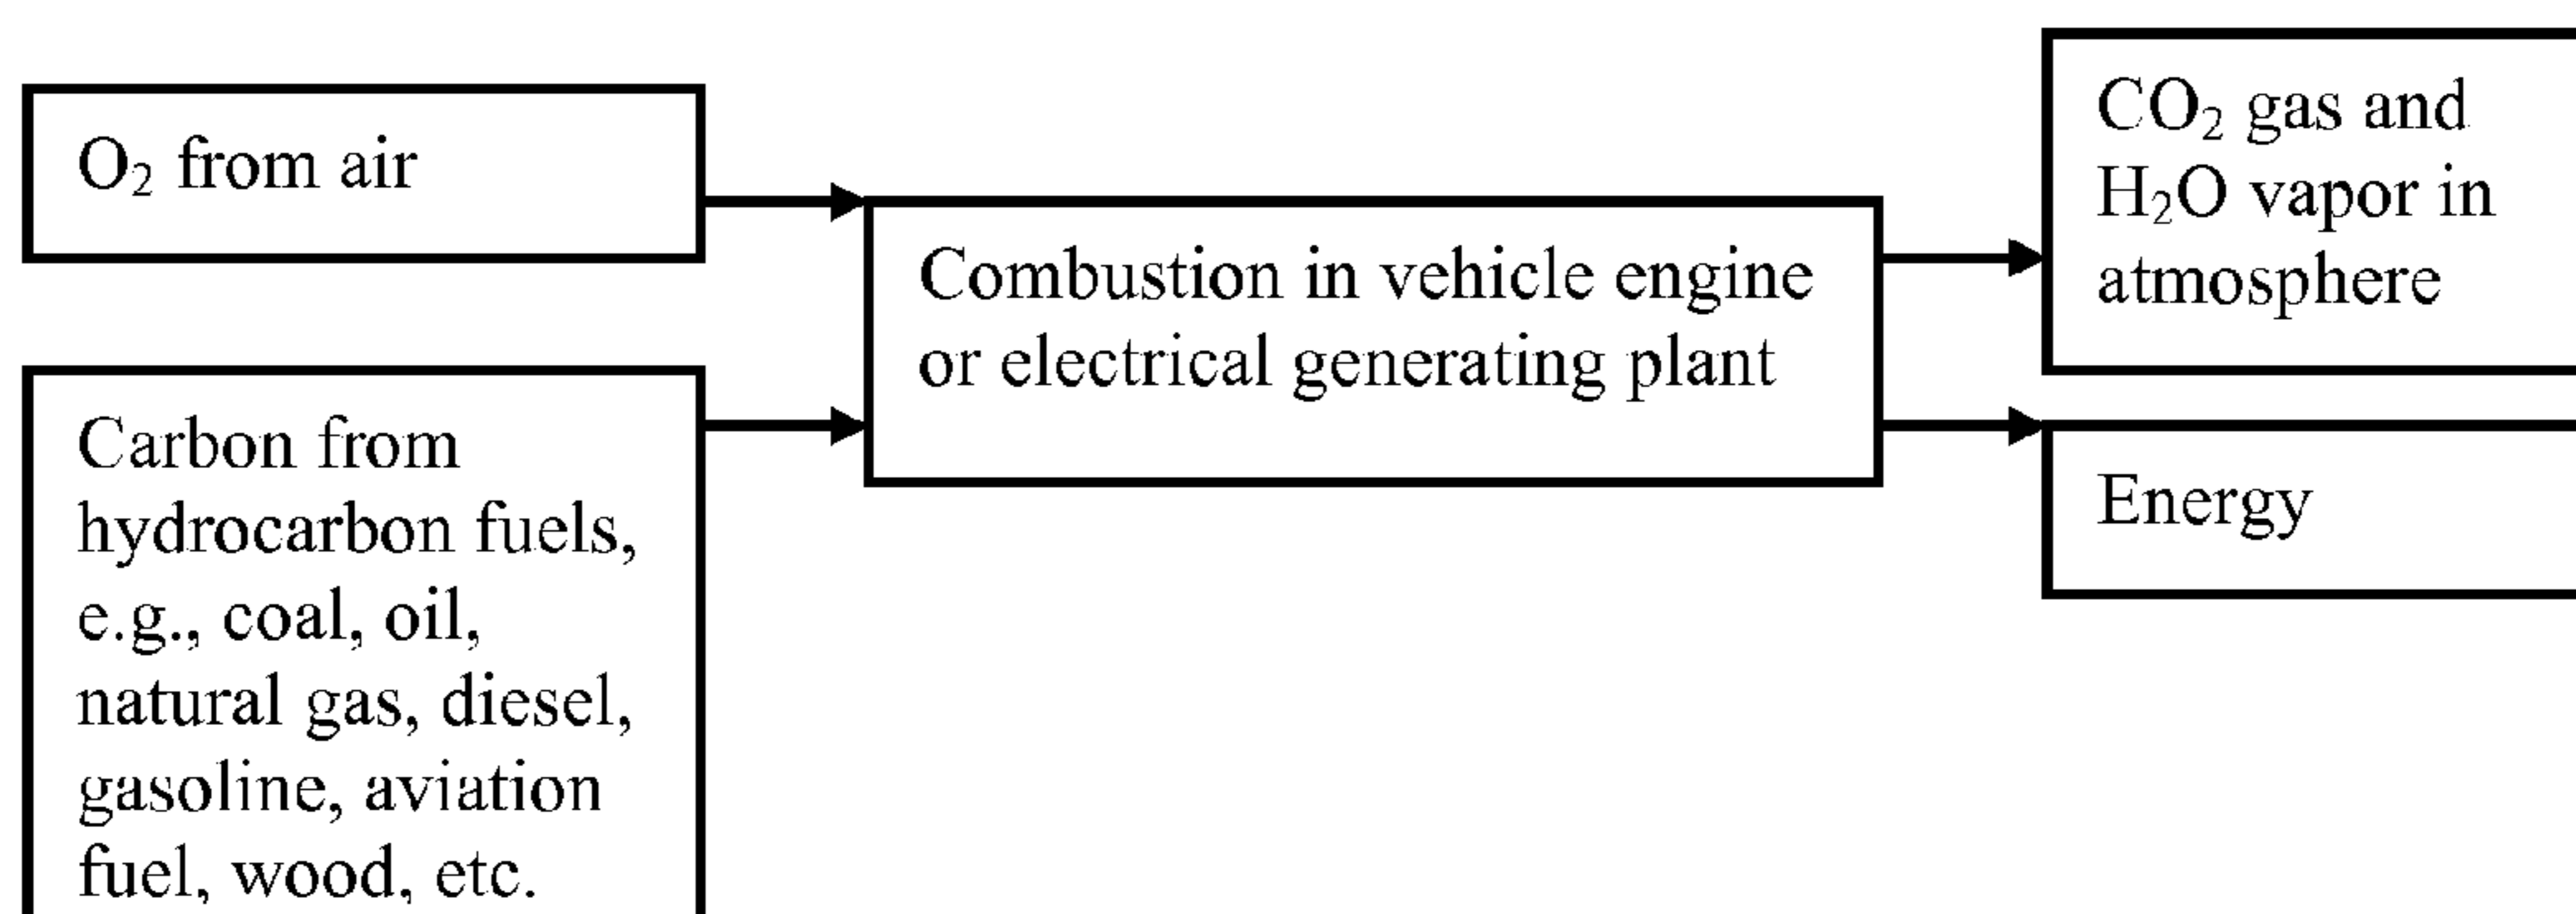 O₂ from air
Carbon from
hydrocarbon fuels,
e.g., coal, oil,
natural gas, diesel,
gasoline, aviation
fuel, wood, etc.
Combustion in vehicle engine
or electrical generating plant
CO₂ gas and
H₂O vapor in
atmosphere
Energy